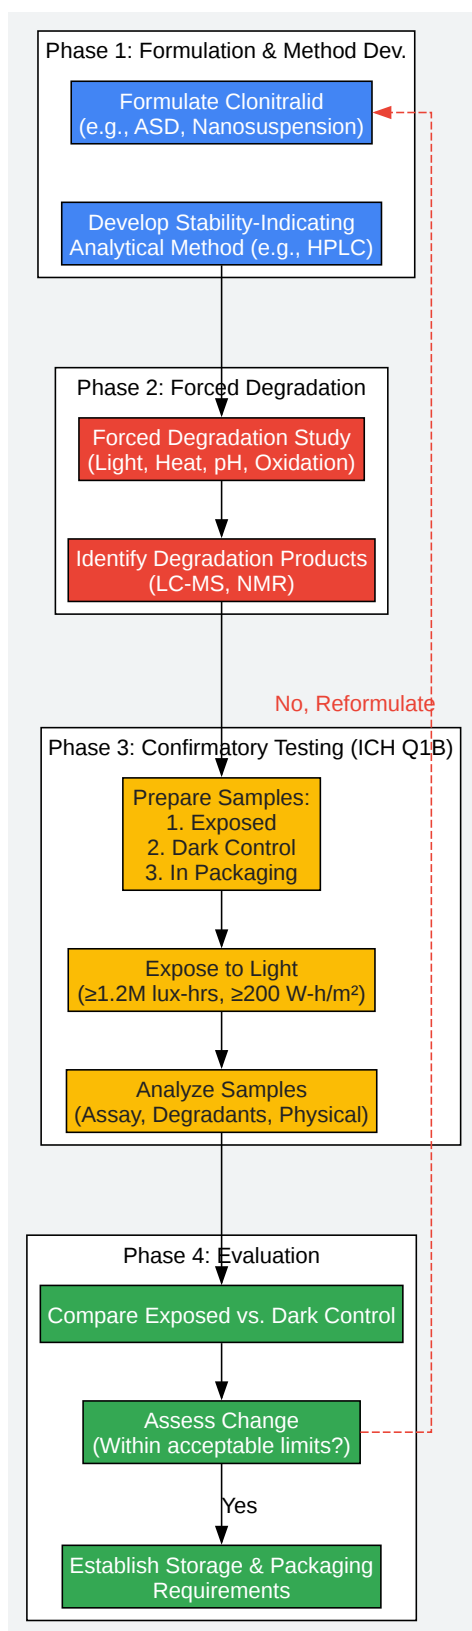 Phase 1: Formulation & Method Dev.
Formulate Clonitralid
(e.g., ASD, Nanosuspension)
Develop Stability-Indicating
Analytical Method (e.g., HPLC)
Phase 2: Forced Degradation
Forced Degradation Study
(Light, Heat, pH, Oxidation)
Identify Degradation Products
(LC-MS, NMR)
No, Reformulate
Phase 3: Confirmatory Testing (ICH Q1B)
Prepare Samples:
1. Exposed
2. Dark Control
3. In Packaging
Expose to Light
(≥1.2M lux-hrs, ≥200 W-h/m²)
Analyze Samples
(Assay, Degradants, Physical)
Phase 4: Evaluation
Compare Exposed vs. Dark Control
Assess Change
(Within acceptable limits?)
Yes
Establish Storage & Packaging
Requirements